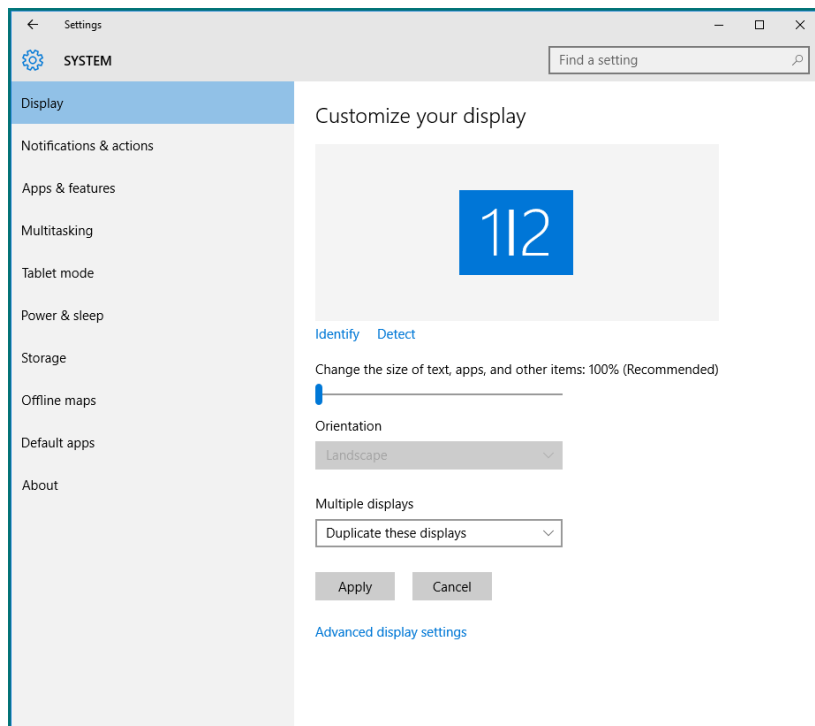 Settings
SYSTEM
Find a setting
Display
Notifications & actions
Apps & features
Multitasking
Tablet mode
Power & sleep
Storage
Offline maps
Default apps
About
Customize your display
1|2
Identify Detect
Change the size of text, apps, and other items: 100% (Recommended)
Orientation
Landscape
Multiple displays
Duplicate these displays
Apply Cancel
Advanced display settings